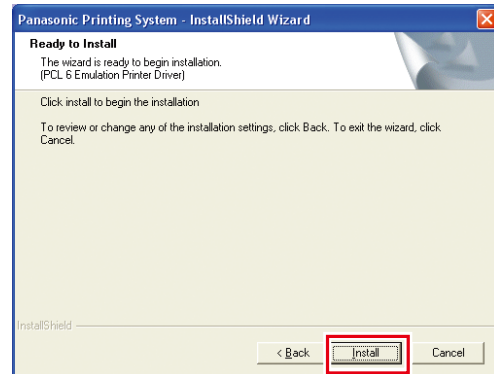 Panasonic Printing System - InstallShield Wizard
Ready to Install
The wizard is ready to begin installation.
(PCL 6 Emulation Printer Driver)
Click install to begin the installation
To review or change any of the installation settings, click Back. To exit the wizard, click
Cancel.
InstallShield
< Back Install Cancel